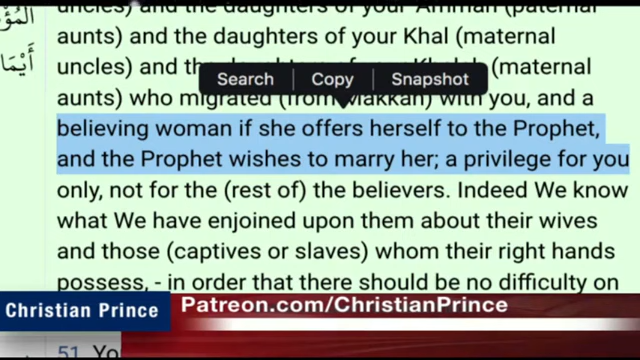 uncles) and the daughters of your Ammah (paternal
aunts) and the daughters of your Khal (maternal
uncles) and the daughters of your Khalah (maternal
Search Copy Snapshot
aunts) who migrated (from Makkah) with you, and a
believing woman if she offers herself to the Prophet,
and the Prophet wishes to marry her; a privilege for you
only, not for the (rest of) the believers. Indeed We know
what We have enjoined upon them about their wives
and those (captives or slaves) whom their right hands
possess, - in order that there should be no difficulty on
Christian Prince
Patreon.com/ChristianPrince
51. Yo